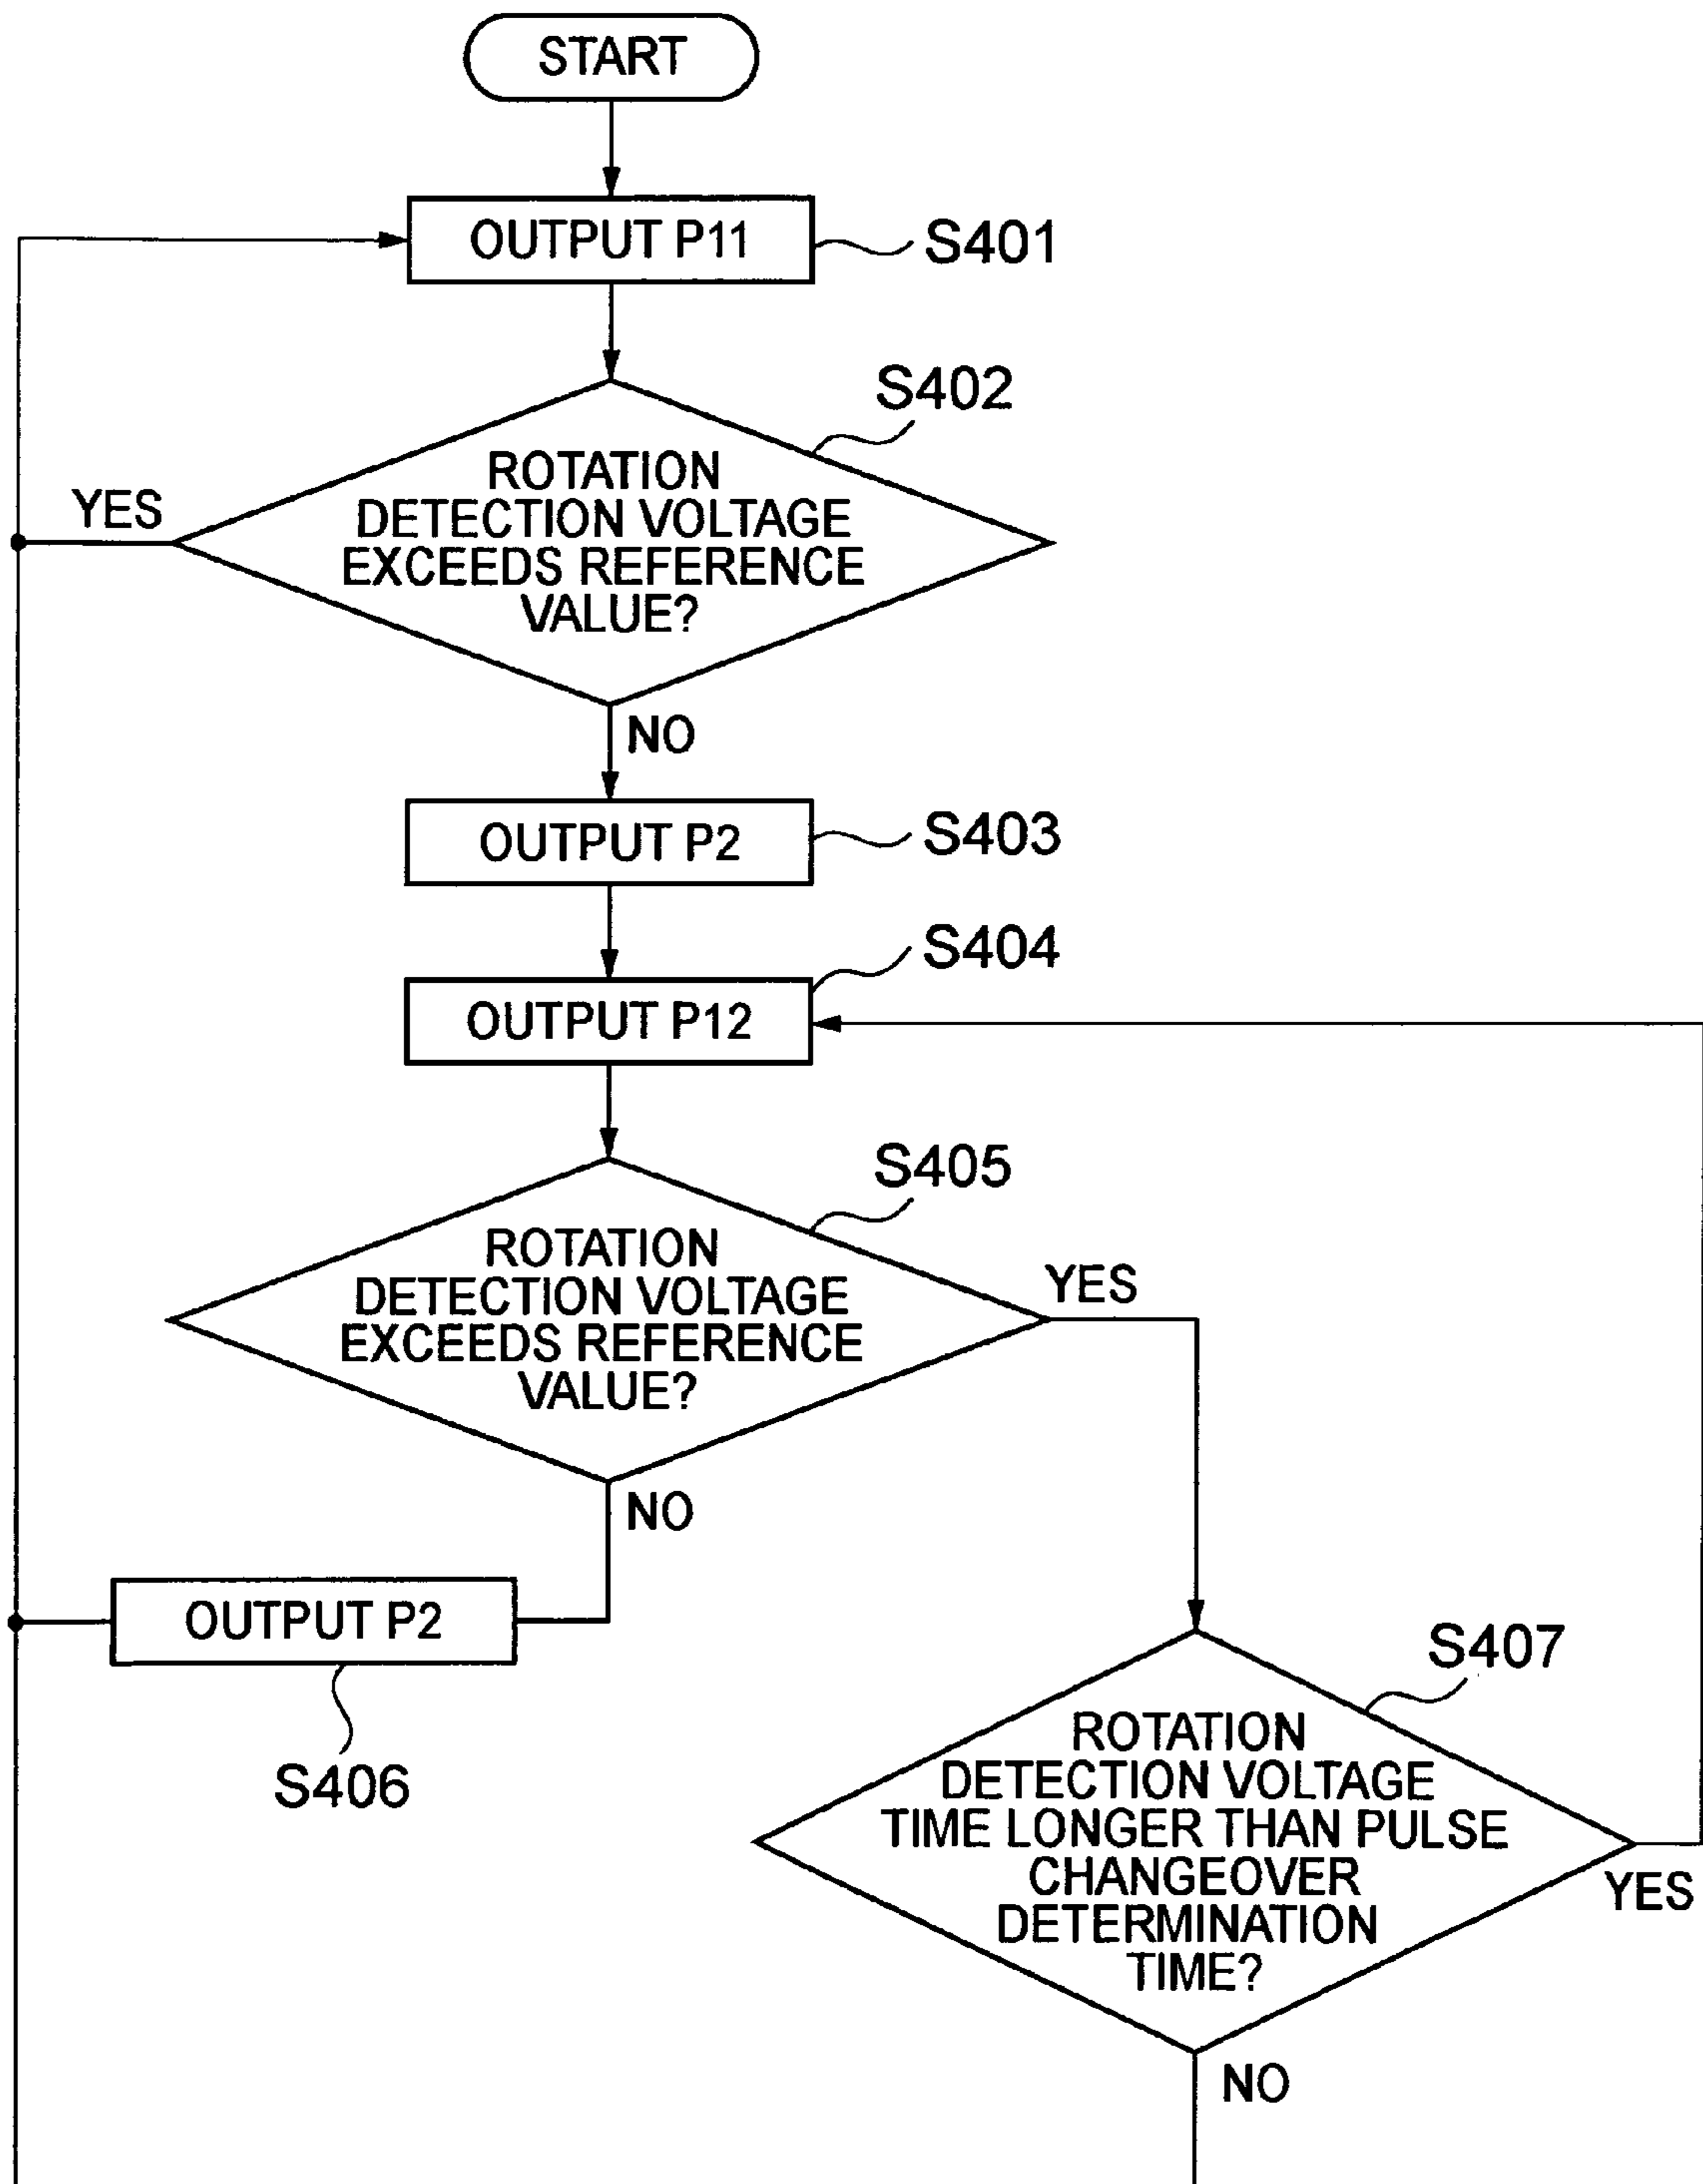 START
OUTPUT P11
S401
S402
ROTATION
DETECTION VOLTAGE
EXCEEDS REFERENCE
VALUE?
YES
NO
OUTPUT P2
S403
S404
OUTPUT P12
S405
ROTATION
DETECTION VOLTAGE
EXCEEDS REFERENCE
VALUE?
YES
NO
OUTPUT P2
S406
S407
ROTATION
DETECTION VOLTAGE
TIME LONGER THAN PULSE
CHANGEOVER
DETERMINATION
TIME?
YES
NO